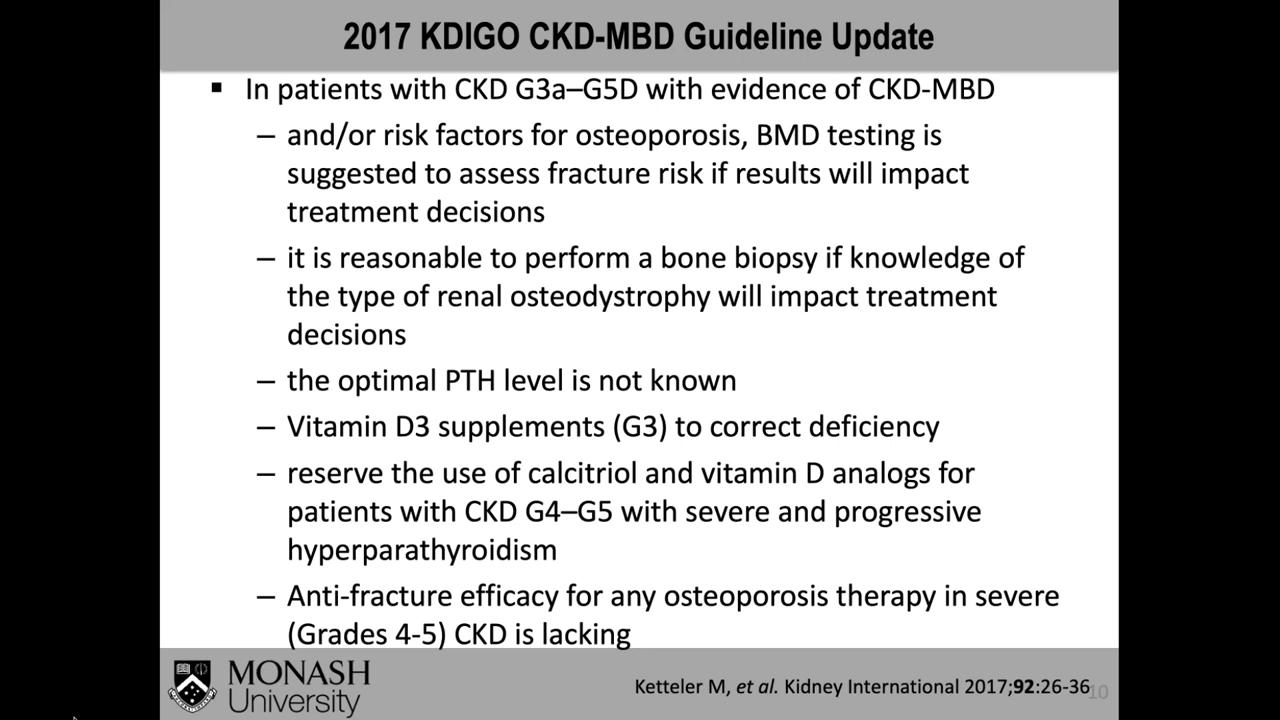 2017 KDIGO CKD-MBD Guideline Update
▪ In patients with CKD G3a–G5D with evidence of CKD-MBD
– and/or risk factors for osteoporosis, BMD testing is
suggested to assess fracture risk if results will impact
treatment decisions
– it is reasonable to perform a bone biopsy if knowledge of
the type of renal osteodystrophy will impact treatment
decisions
– the optimal PTH level is not known
– Vitamin D3 supplements (G3) to correct deficiency
– reserve the use of calcitriol and vitamin D analogs for
patients with CKD G4–G5 with severe and progressive
hyperparathyroidism
– Anti-fracture efficacy for any osteoporosis therapy in severe
(Grades 4-5) CKD is lacking
MONASH
University
Ketteler M, et al. Kidney International 2017;92:26-36
10